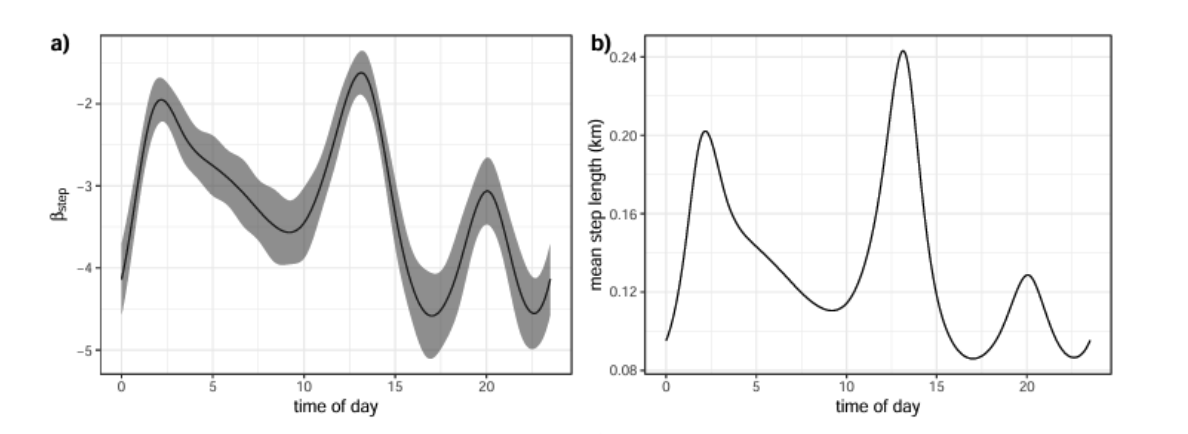 a)
βstep
−2
−3
−4
−5
0 5 10 15 20
time of day
b)
mean step length (km)
0.24
0.20
0.16
0.12
0.08
0 5 10 15 20
time of day